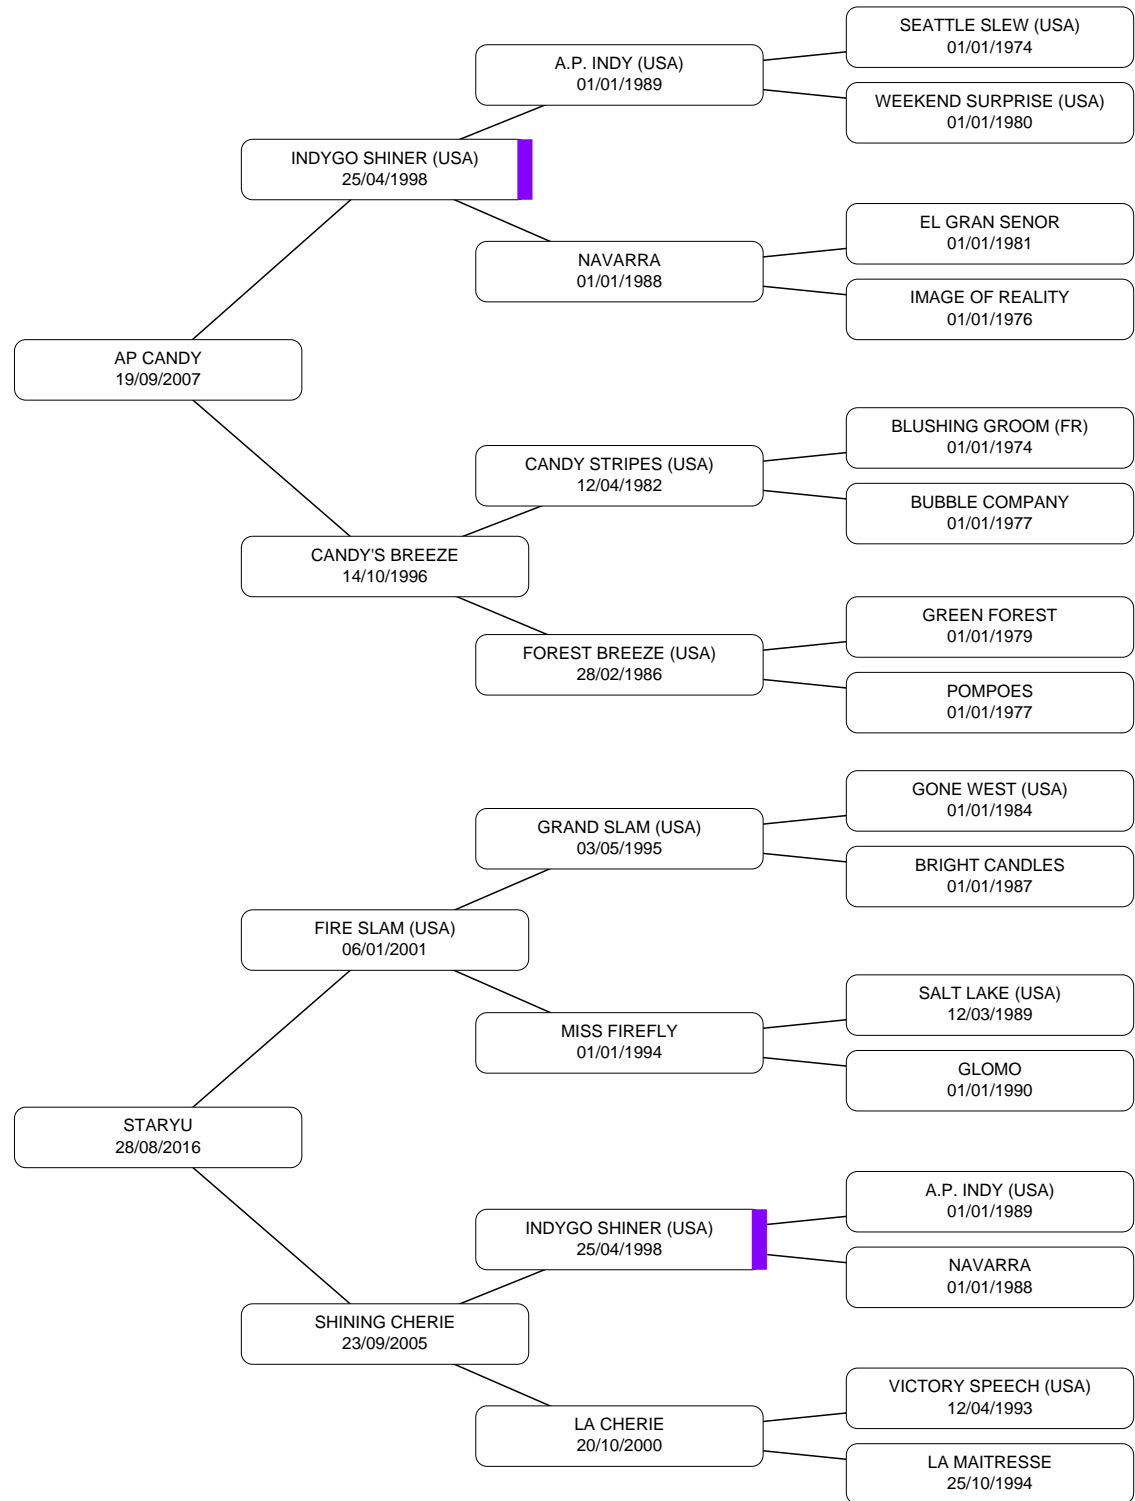 SEATTLE SLEW (USA)
01/01/1974
A.P. INDY (USA)
01/01/1989
WEEKEND SURPRISE (USA)
01/01/1980
INDYGO SHINER (USA)
25/04/1998
EL GRAN SENOR
01/01/1981
NAVARRA
01/01/1988
IMAGE OF REALITY
01/01/1976
AP CANDY
19/09/2007
BLUSHING GROOM (FR)
01/01/1974
CANDY STRIPES (USA)
12/04/1982
BUBBLE COMPANY
01/01/1977
CANDY'S BREEZE
14/10/1996
GREEN FOREST
01/01/1979
FOREST BREEZE (USA)
28/02/1986
POMPOES
01/01/1977
GONE WEST (USA)
01/01/1984
GRAND SLAM (USA)
03/05/1995
BRIGHT CANDLES
01/01/1987
FIRE SLAM (USA)
06/01/2001
SALT LAKE (USA)
12/03/1989
MISS FIREFLY
01/01/1994
GLOMO
01/01/1990
STARYU
28/08/2016
A.P. INDY (USA)
01/01/1989
INDYGO SHINER (USA)
25/04/1998
NAVARRA
01/01/1988
SHINING CHERIE
23/09/2005
VICTORY SPEECH (USA)
12/04/1993
LA CHERIE
20/10/2000
LA MAITRESSE
25/10/1994